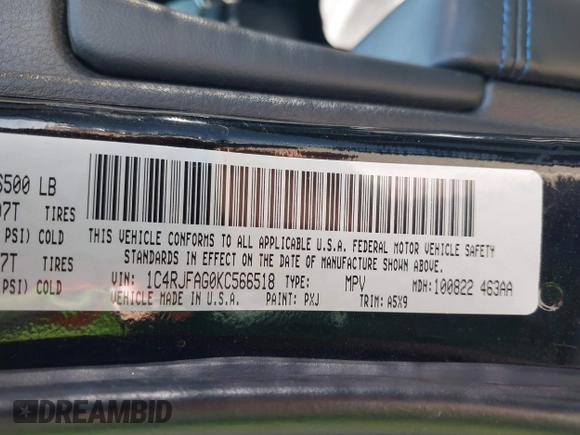 6500 LB
07T TIRES
PSI) COLD
7T TIRES
PSI) COLD
THIS VEHICLE CONFORMS TO ALL APPLICABLE U.S.A. FEDERAL MOTOR VEHICLE SAFETY
STANDARDS IN EFFECT ON THE DATE OF MANUFACTURE SHOWN ABOVE.
VIN: 1C4RJFAG0KC566518 TYPE: MPV MDH:100822 463AA
VEHICLE MADE IN U.S.A. PAINT: PXJ TRIM: A5X9
DREAMBID